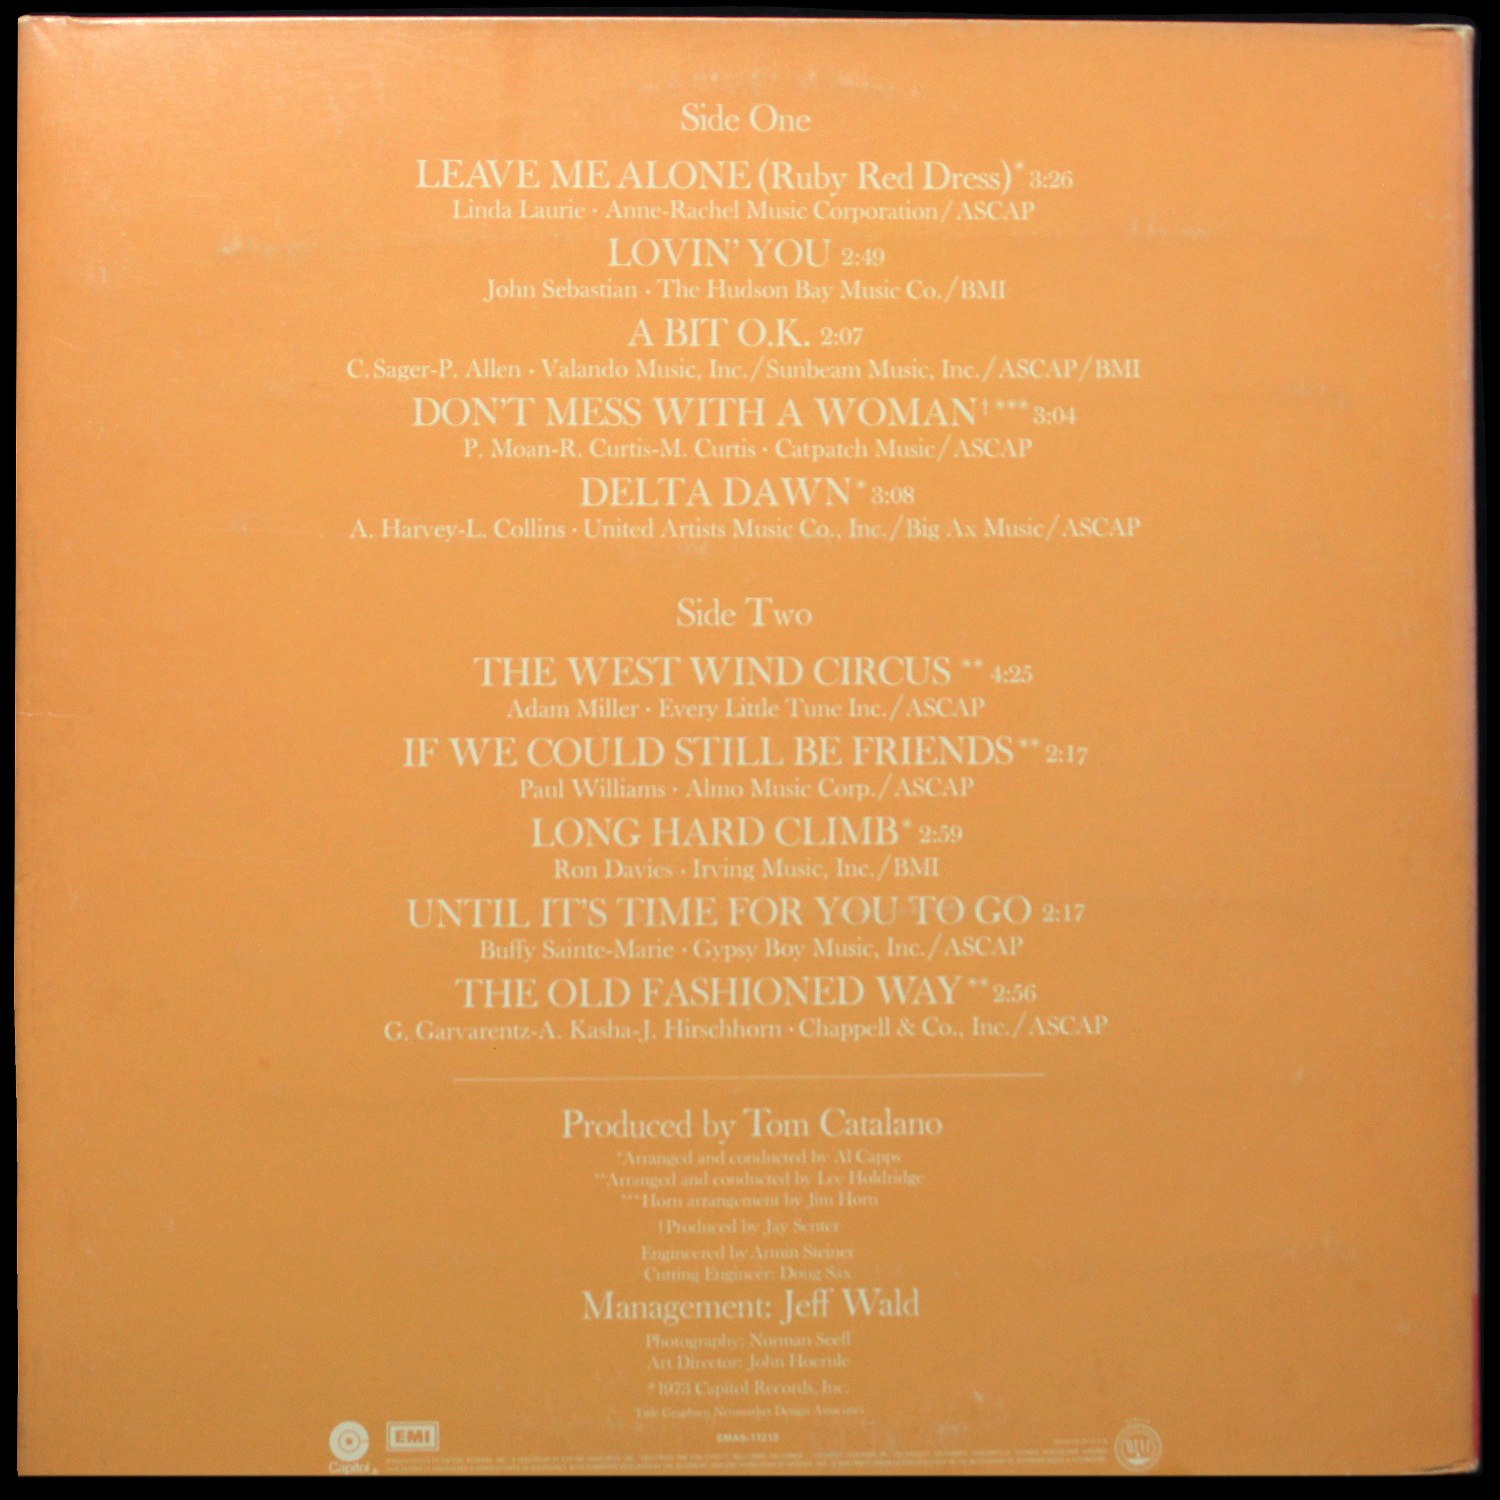 Side One
LEAVE ME ALONE (Ruby Red Dress)* 3:26
Linda Laurie · Anne-Rachel Music Corporation/ASCAP
LOVIN' YOU 2:49
John Sebastian · The Hudson Bay Music Co./BMI
A BIT O.K. 2:07
C. Sager-P. Allen · Valando Music, Inc./Sunbeam Music, Inc./ASCAP/BMI
DON'T MESS WITH A WOMAN†*** 3:04
P. Moan-R. Curtis-M. Curtis · Catpatch Music/ASCAP
DELTA DAWN* 3:08
A. Harvey-L. Collins · United Artists Music Co., Inc./Big Ax Music/ASCAP
Side Two
THE WEST WIND CIRCUS ** 4:25
Adam Miller · Every Little Tune Inc./ASCAP
IF WE COULD STILL BE FRIENDS** 2:17
Paul Williams · Almo Music Corp./ASCAP
LONG HARD CLIMB* 2:59
Ron Davies · Irving Music, Inc./BMI
UNTIL IT'S TIME FOR YOU TO GO 2:17
Buffy Sainte-Marie · Gypsy Boy Music, Inc./ASCAP
THE OLD FASHIONED WAY** 2:56
G. Garvarentz-A. Kasha-J. Hirschhorn · Chappell & Co., Inc./ASCAP
Produced by Tom Catalano
*Arranged and conducted by Al Capps
**Arranged and conducted by Lee Holdridge
***Horn arrangement by Jim Horn
†Produced by Jay Senter
Engineered by Armin Steiner
Cutting Engineer: Doug Sax
Management: Jeff Wald
Photography: Norman Seeff
Art Director: John Hoernle
1973 Capitol Records, Inc.
Title Graphics: Design Associates
SMAS-11213
Capitol
EMI